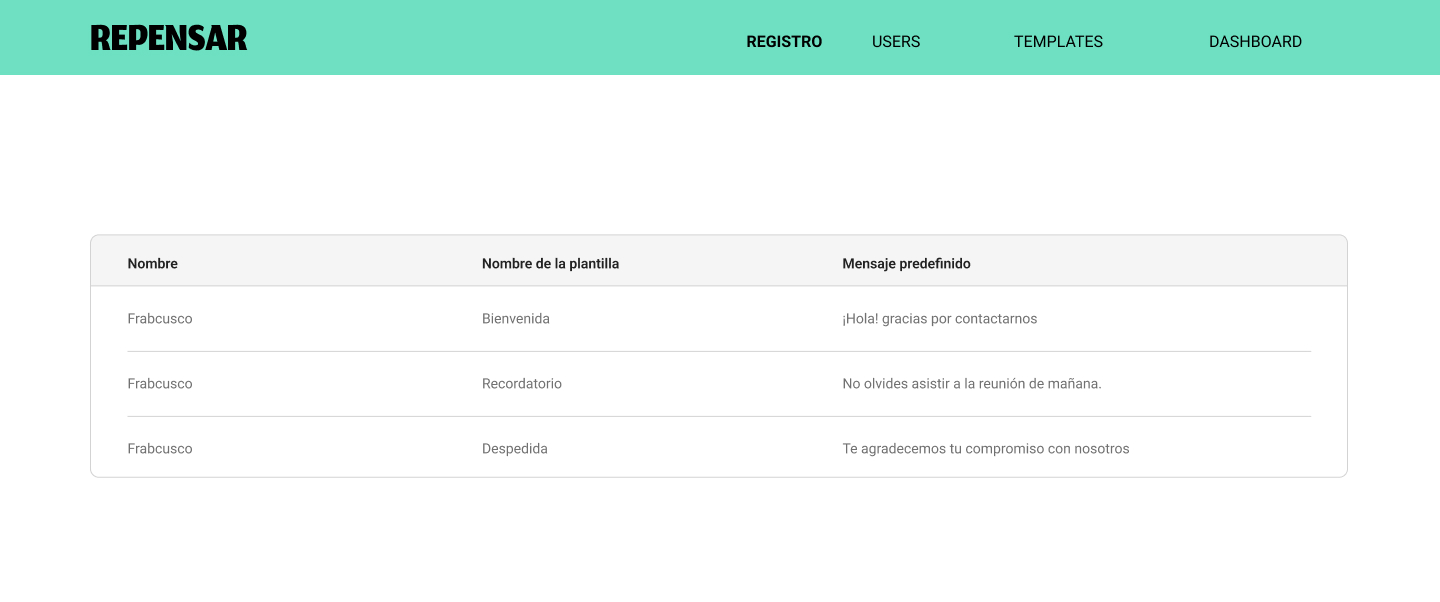 REPENSAR REGISTRO USERS TEMPLATES DASHBOARD
Nombre Nombre de la plantilla Mensaje predefinido
Frabcusco Bienvenida ¡Hola! gracias por contactarnos
Frabcusco Recordatorio No olvides asistir a la reunión de mañana.
Frabcusco Despedida Te agradecemos tu compromiso con nosotros